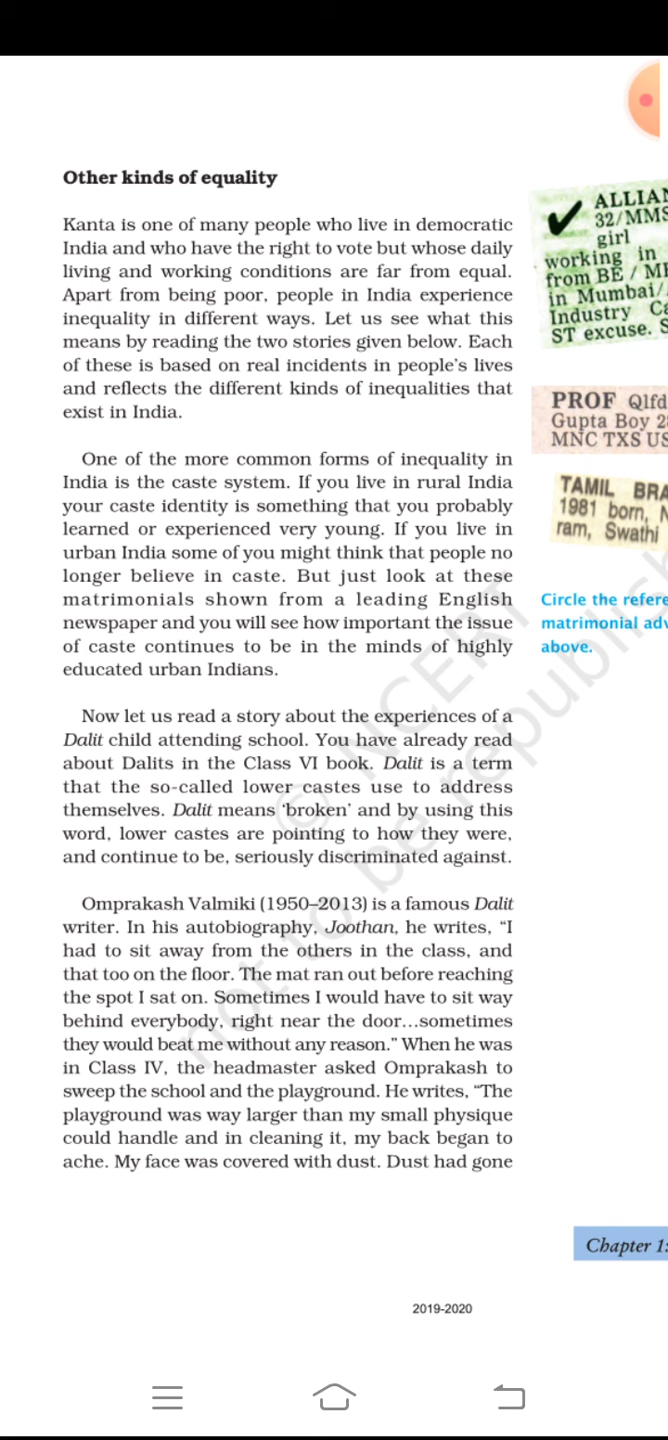 Other kinds of equality
Kanta is one of many people who live in democratic
India and who have the right to vote but whose daily
living and working conditions are far from equal.
Apart from being poor, people in India experience
inequality in different ways. Let us see what this
means by reading the two stories given below. Each
of these is based on real incidents in people's lives
and reflects the different kinds of inequalities that
exist in India.
One of the more common forms of inequality in
India is the caste system. If you live in rural India
your caste identity is something that you probably
learned or experienced very young. If you live in
urban India some of you might think that people no
longer believe in caste. But just look at these
matrimonials shown from a leading English
newspaper and you will see how important the issue
of caste continues to be in the minds of highly
educated urban Indians.
Now let us read a story about the experiences of a
Dalit child attending school. You have already read
about Dalits in the Class VI book. Dalit is a term
that the so-called lower castes use to address
themselves. Dalit means ‘broken’ and by using this
word, lower castes are pointing to how they were,
and continue to be, seriously discriminated against.
Omprakash Valmiki (1950–2013) is a famous Dalit
writer. In his autobiography, Joothan, he writes, “I
had to sit away from the others in the class, and
that too on the floor. The mat ran out before reaching
the spot I sat on. Sometimes I would have to sit way
behind everybody, right near the door...sometimes
they would beat me without any reason.” When he was
in Class IV, the headmaster asked Omprakash to
sweep the school and the playground. He writes, “The
playground was way larger than my small physique
could handle and in cleaning it, my back began to
ache. My face was covered with dust. Dust had gone
ALLIAN
32/MMS
girl
working in
from BE / ME
in Mumbai/
Industry Ca
ST excuse. S
PROF Qlfd
Gupta Boy 2
MNC TXS US
TAMIL BRA
1981 born, N
ram, Swathi
Circle the refere
matrimonial adv
above.
© NCERT
not to be republish
Chapter 1:
2019-2020